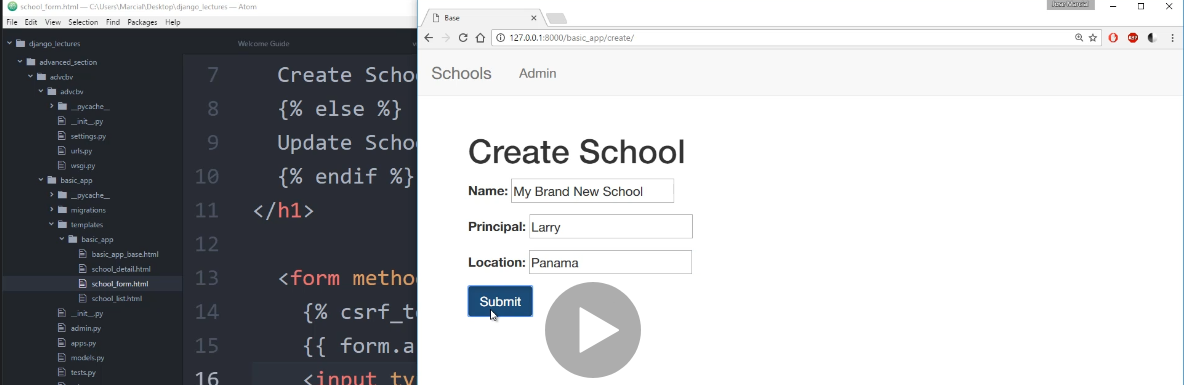 school_form.html — C:\Users\Marcial\Desktop\django_lectures — Atom
File Edit View Selection Find Packages Help
django_lectures
advanced_section
advcbv
advcbv
__pycache__
__init__.py
settings.py
urls.py
wsgi.py
basic_app
__pycache__
migrations
templates
basic_app
basic_app_base.html
school_detail.html
school_form.html
school_list.html
__init__.py
admin.py
apps.py
models.py
tests.py
Welcome Guide
7 Create Schoo
8 {% else %}
9 Update Schoo
10 {% endif %}
11 </h1>
12
13 <form metho
14 {% csrf_t
15 {{ form.a
16 <input ty
Base
127.0.0.1:8000/basic_app/create/
ABP
Schools Admin
Create School
Name: My Brand New School
Principal: Larry
Location: Panama
Submit